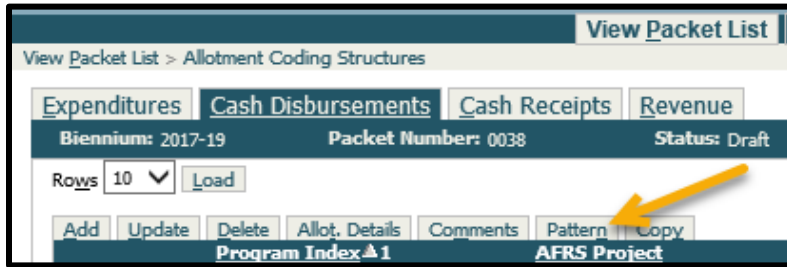 View Packet List
View Packet List > Allotment Coding Structures
Expenditures Cash Disbursements Cash Receipts Revenue
Biennium: 2017-19 Packet Number: 0038 Status: Draft
Rows 10 Load
Add Update Delete Allot. Details Comments Pattern Copy
Program Index 1 AFRS Project